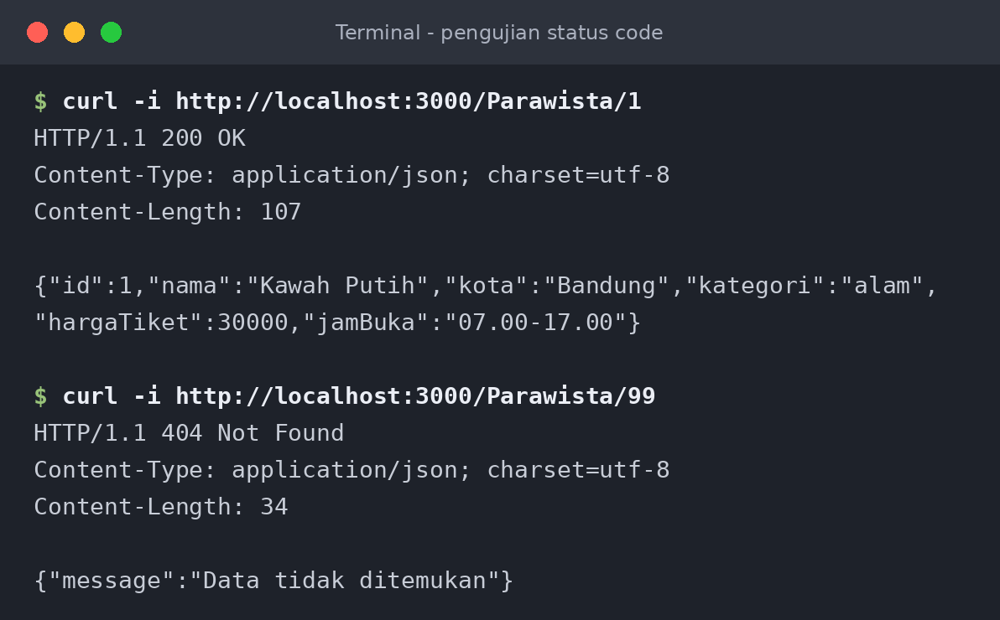 Terminal - pengujian status code
$ curl -i http://localhost:3000/Parawista/1
HTTP/1.1 200 OK
Content-Type: application/json; charset=utf-8
Content-Length: 107
{"id":1,"nama":"Kawah Putih","kota":"Bandung","kategori":"alam",
"hargaTiket":30000,"jamBuka":"07.00-17.00"}
$ curl -i http://localhost:3000/Parawista/99
HTTP/1.1 404 Not Found
Content-Type: application/json; charset=utf-8
Content-Length: 34
{"message":"Data tidak ditemukan"}